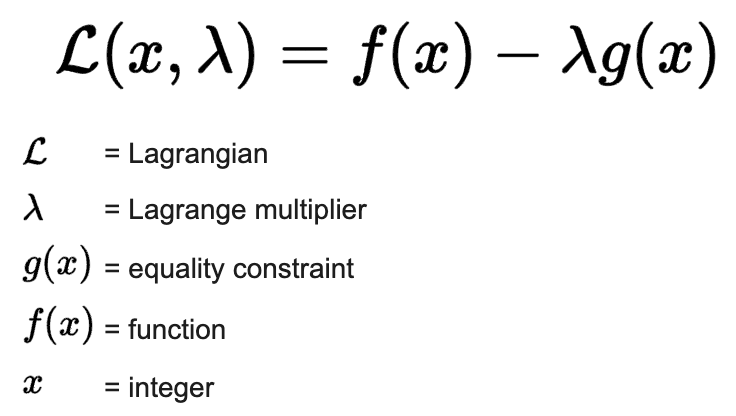 ℒ(x, λ) = f(x) − λg(x)
ℒ = Lagrangian
λ = Lagrange multiplier
g(x) = equality constraint
f(x) = function
x = integer